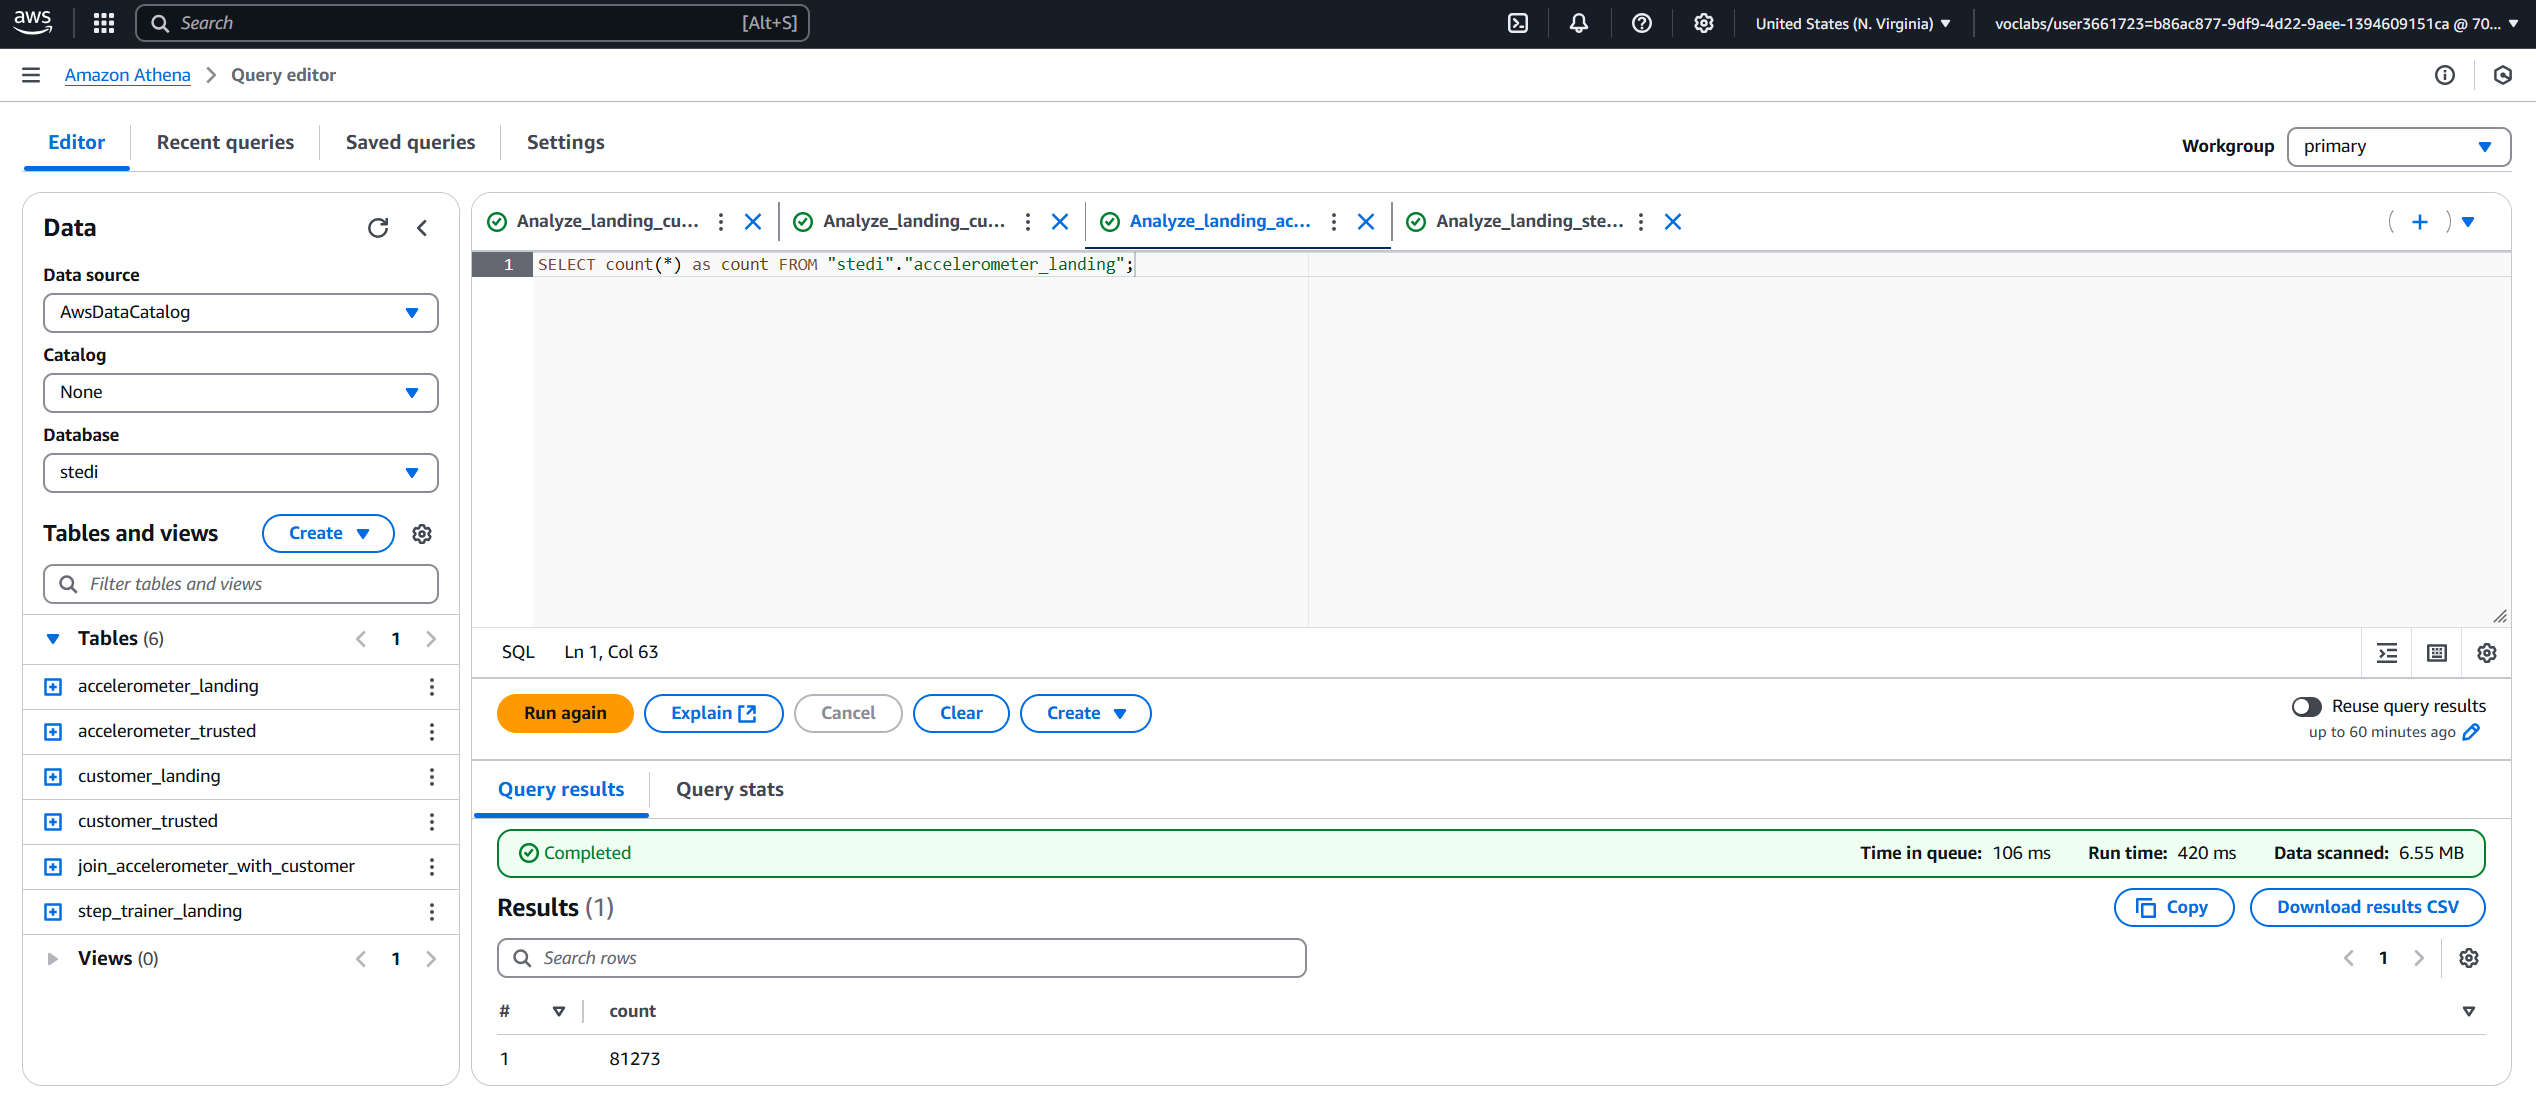 aws Search [Alt+S] United States (N. Virginia) voclabs/user3661723=b86ac877-9df9-4d22-9aee-1394609151ca @ 70...
Amazon Athena Query editor
Editor Recent queries Saved queries Settings
Workgroup primary
Data
Data source
AwsDataCatalog
Catalog
None
Database
stedi
Tables and views Create
Filter tables and views
Tables (6) 1
accelerometer_landing
accelerometer_trusted
customer_landing
customer_trusted
join_accelerometer_with_customer
step_trainer_landing
Views (0) 1
Analyze_landing_cu... Analyze_landing_cu... Analyze_landing_ac... Analyze_landing_ste...
1 SELECT count(*) as count FROM "stedi"."accelerometer_landing";
SQL Ln 1, Col 63
Run again Explain Cancel Clear Create
Reuse query results
up to 60 minutes ago
Query results Query stats
Completed Time in queue: 106 ms Run time: 420 ms Data scanned: 6.55 MB
Results (1) Copy Download results CSV
Search rows 1
# count
1 81273